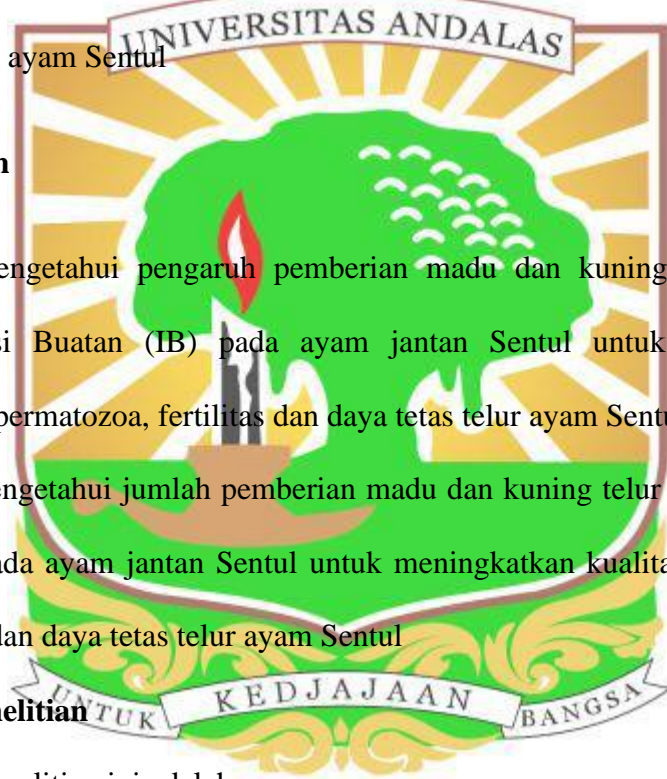 UNIVERSITAS ANDALAS
ayam Sentul
engetahui pengaruh pemberian madu dan kuning
si Buatan (IB) pada ayam jantan Sentul untuk
permatozoa, fertilitas dan daya tetas telur ayam Sentu
engetahui jumlah pemberian madu dan kuning telur
ada ayam jantan Sentul untuk meningkatkan kualita
dan daya tetas telur ayam Sentul
nelitian
UNTUK KEDJAJAAN BANGSA